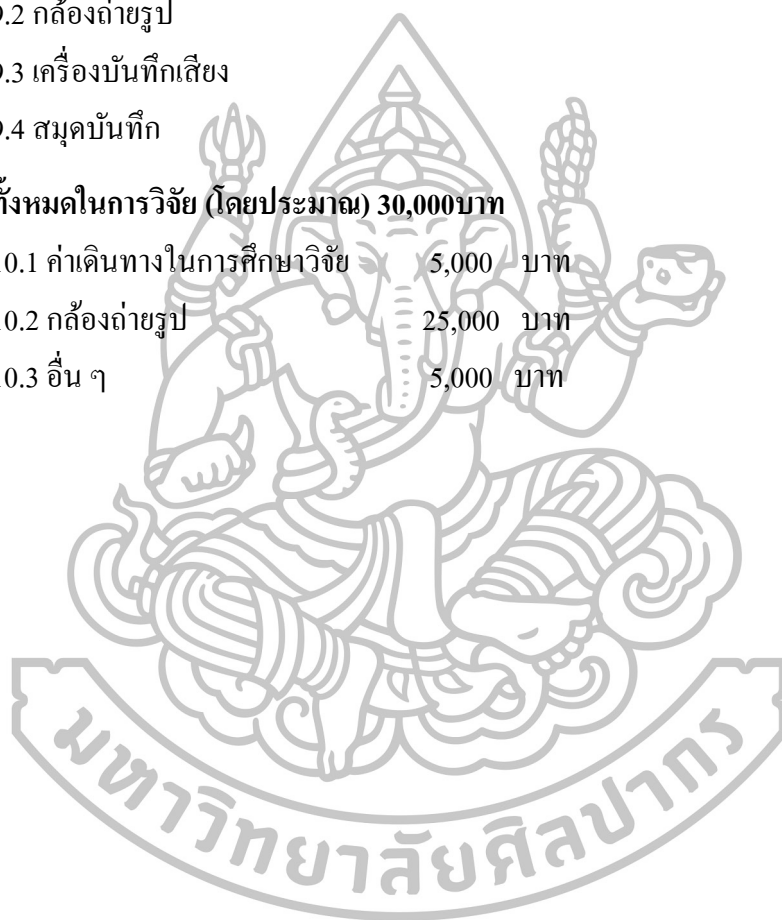 9.2 กล้องถ่ายรูป
9.3 เครื่องบันทึกเสียง
9.4 สมุดบันทึก
ทั้งหมดในการวิจัย (โดยประมาณ) 30,000บาท
10.1 ค่าเดินทางในการศึกษาวิจัย 5,000 บาท
10.2 กล้องถ่ายรูป 25,000 บาท
10.3 อื่น ๆ 5,000 บาท
มหาวิทยาลัยศิลปากร